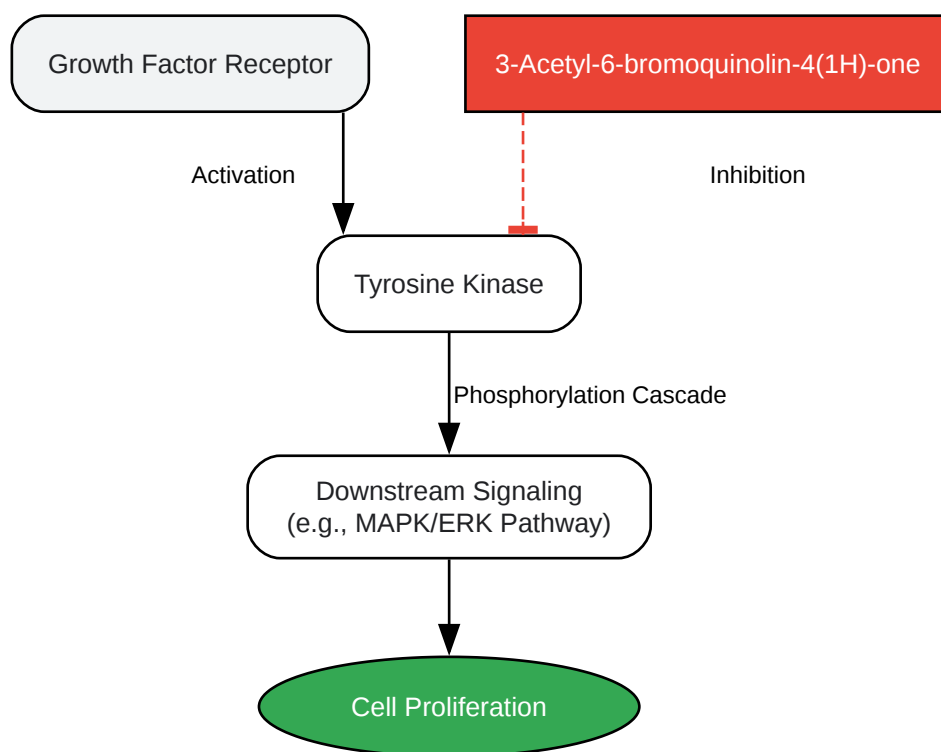 Growth Factor Receptor
3-Acetyl-6-bromoquinolin-4(1H)-one
Activation
Inhibition
Tyrosine Kinase
Phosphorylation Cascade
Downstream Signaling
(e.g., MAPK/ERK Pathway)
Cell Proliferation